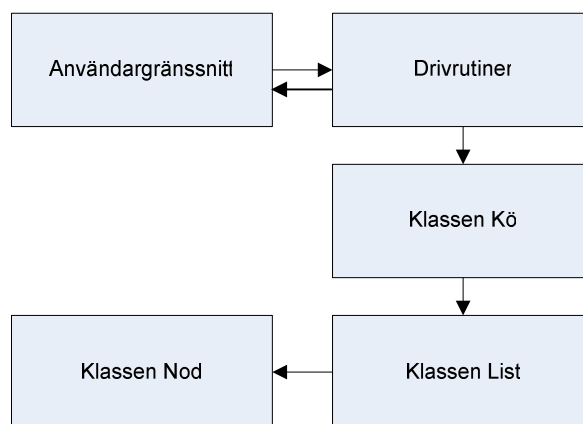 Användargränssnitt
Drivrutiner
Klassen Kö
Klassen Nod
Klassen List